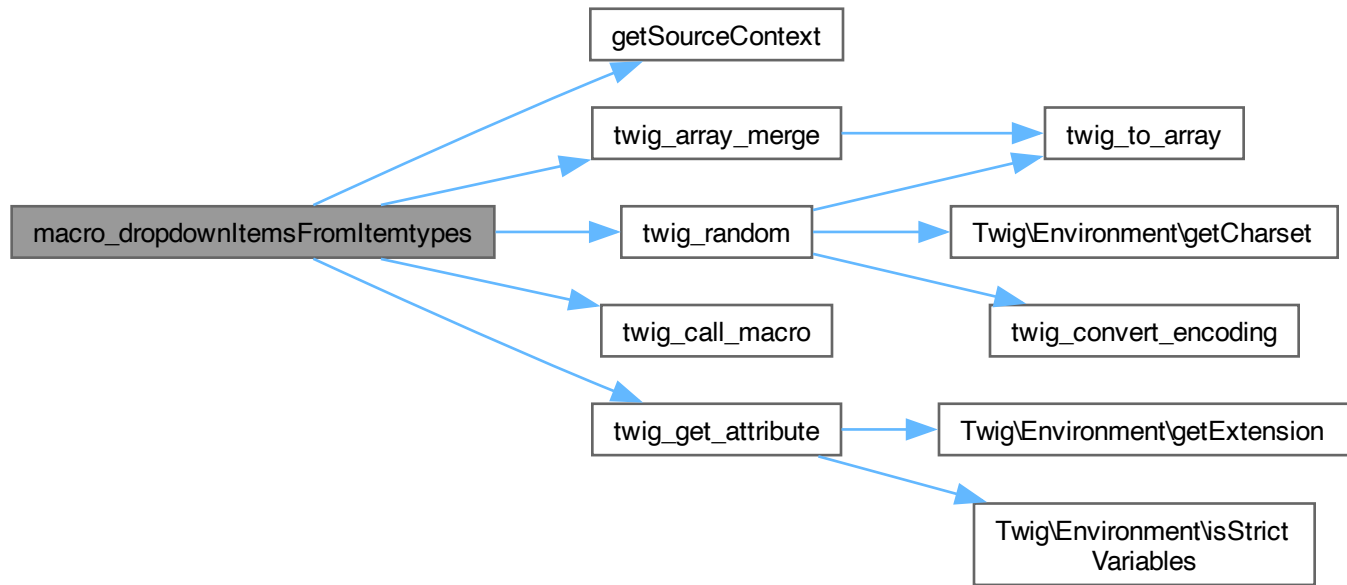 getSourceContext
twig_array_merge
twig_to_array
macro_dropdownItemsFromItemtypes
twig_random
Twig\Environment\getCharset
twig_call_macro
twig_convert_encoding
twig_get_attribute
Twig\Environment\getExtension
Twig\Environment\isStrict
Variables